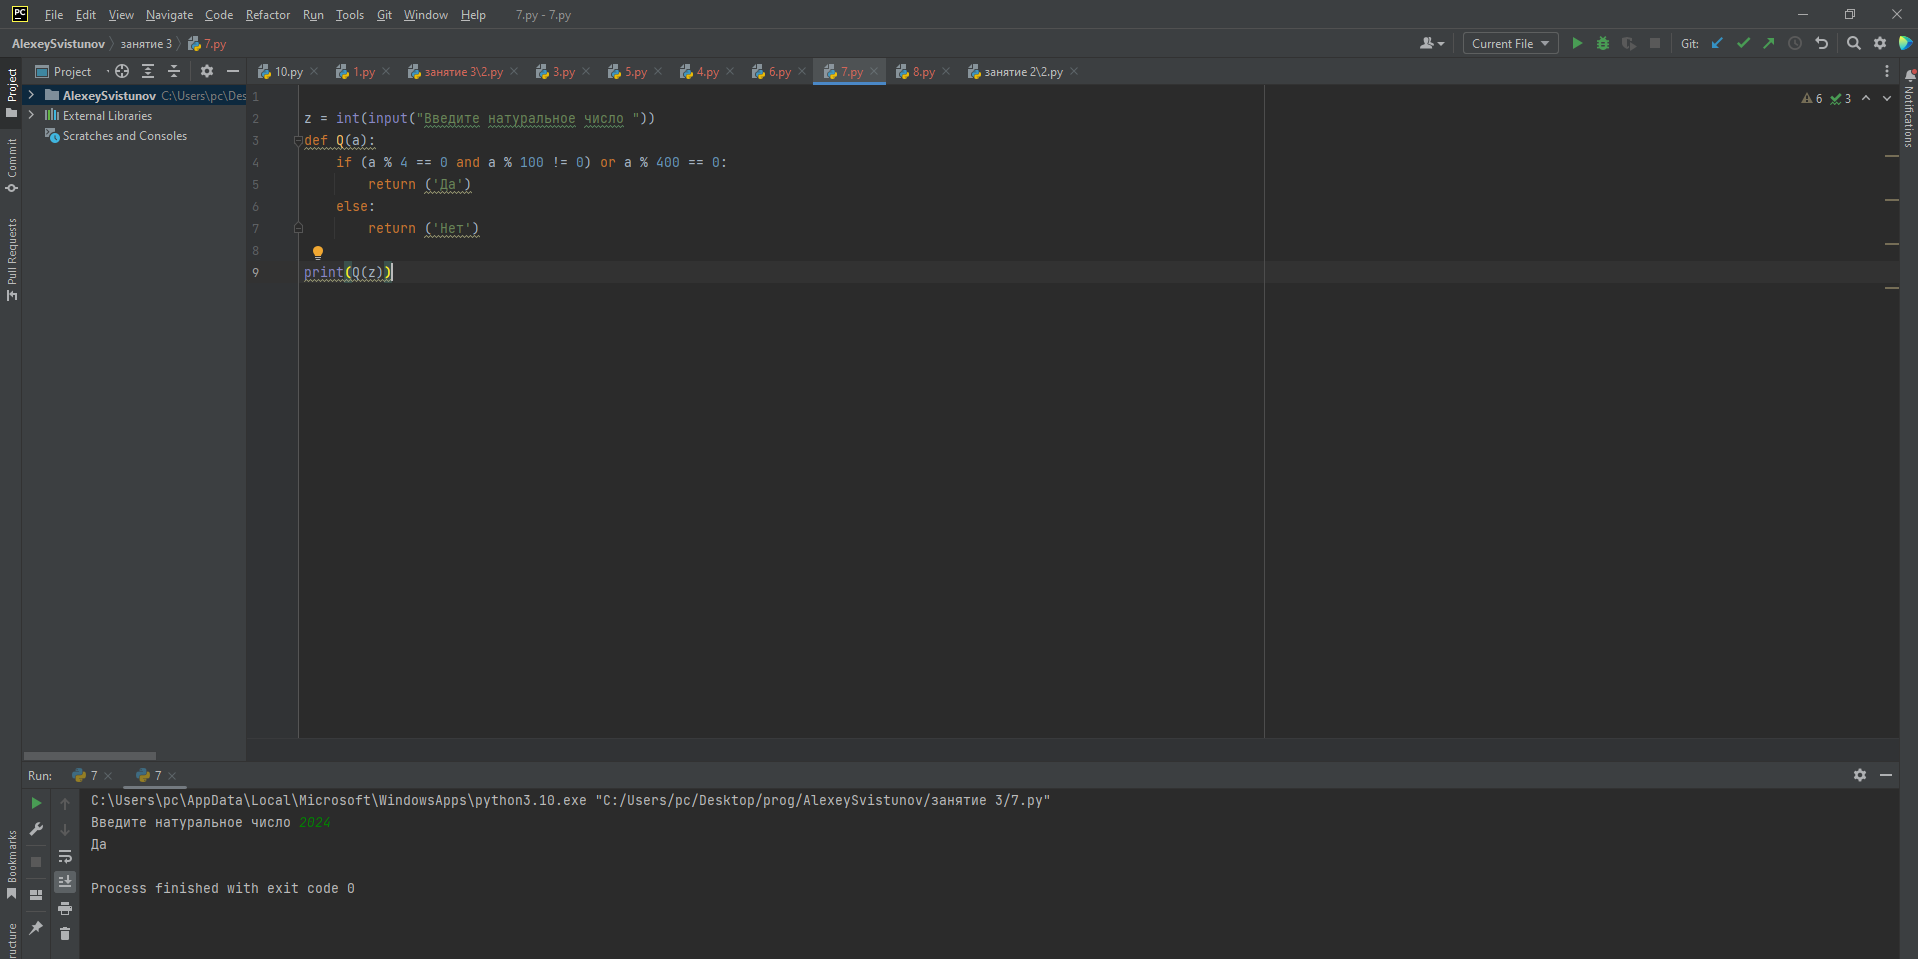 PC File Edit View Navigate Code Refactor Run Tools Git Window Help 7.py - 7.py
AlexeySvistunov занятие 3 7.py Current File Git:
Project 10.py 1.py занятие 3\2.py 3.py 5.py 4.py 6.py 7.py 8.py занятие 2\2.py
AlexeySvistunov C:\Users\pc\Des
External Libraries
Scratches and Consoles
Project
Commit
Pull Requests
Bookmarks
ructure
Notifications
6 3
1
2 z = int(input("Введите натуральное число "))
3 def Q(a):
4 if (a % 4 == 0 and a % 100 != 0) or a % 400 == 0:
5 return ('Да')
6 else:
7 return ('Нет')
8
9 print(Q(z))
Run: 7 7
C:\Users\pc\AppData\Local\Microsoft\WindowsApps\python3.10.exe "C:/Users/pc/Desktop/prog/AlexeySvistunov/занятие 3/7.py"
Введите натуральное число 2024
Да
Process finished with exit code 0